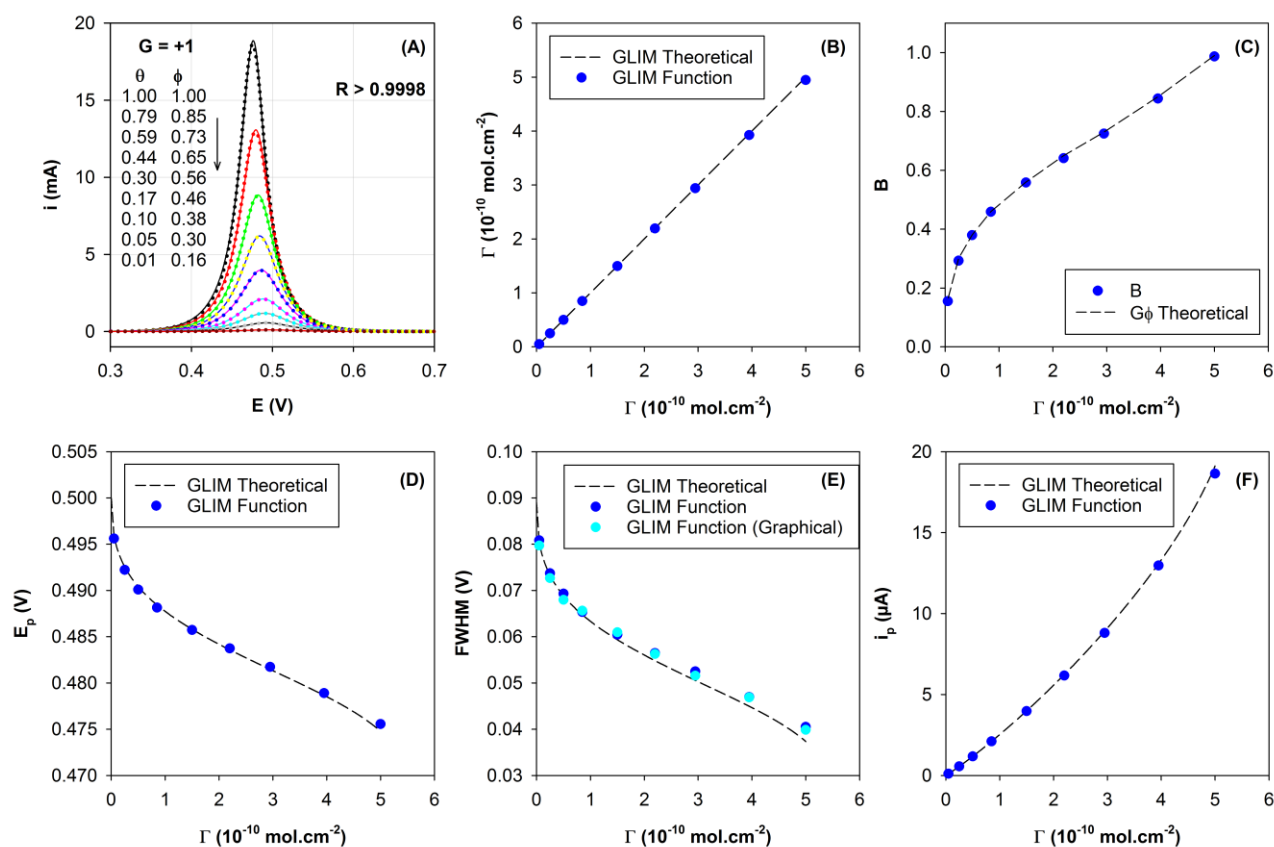 G = +1
(A)
θ ϕ
R > 0.9998
1.00 1.00
0.79 0.85
0.59 0.73
0.44 0.65
0.30 0.56
0.17 0.46
0.10 0.38
0.05 0.30
0.01 0.16
20
15
10
5
0
i (mA)
0.3 0.4 0.5 0.6 0.7
E (V)
(B)
GLIM Theoretical
GLIM Function
6
5
4
3
2
1
0
Γ (10⁻¹⁰ mol.cm⁻²)
0 1 2 3 4 5 6
Γ (10⁻¹⁰ mol.cm⁻²)
(C)
1.0
0.8
0.6
0.4
0.2
0.0
B
B
Gϕ Theoretical
0 1 2 3 4 5 6
Γ (10⁻¹⁰ mol.cm⁻²)
(D)
GLIM Theoretical
GLIM Function
0.505
0.500
0.495
0.490
0.485
0.480
0.475
0.470
Eₚ (V)
0 1 2 3 4 5 6
Γ (10⁻¹⁰ mol.cm⁻²)
(E)
GLIM Theoretical
GLIM Function
GLIM Function (Graphical)
0.10
0.09
0.08
0.07
0.06
0.05
0.04
0.03
FWHM (V)
0 1 2 3 4 5 6
Γ (10⁻¹⁰ mol.cm⁻²)
(F)
GLIM Theoretical
GLIM Function
20
15
10
5
0
iₚ (µA)
0 1 2 3 4 5 6
Γ (10⁻¹⁰ mol.cm⁻²)